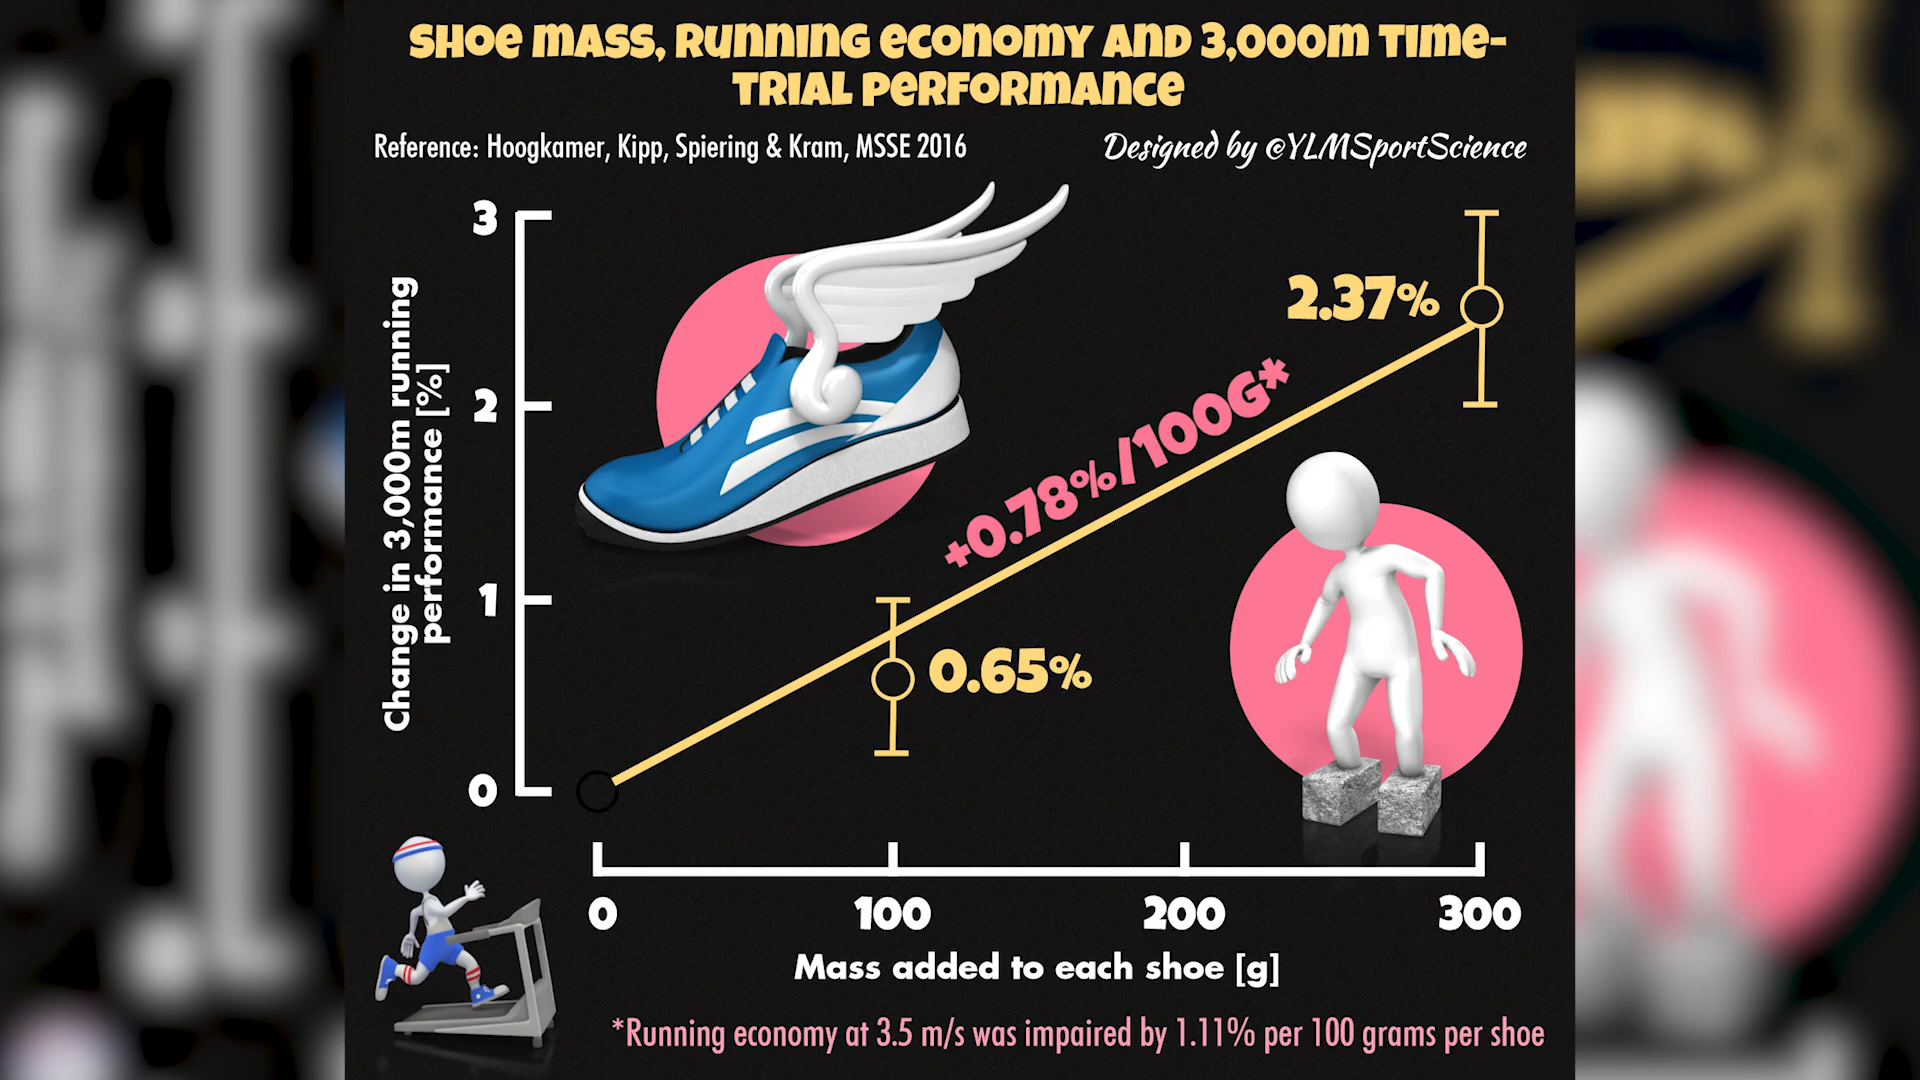 SHOE MASS, RUNNING ECONOMY AND 3,000M TIME-
TRIAL PERFORMANCE
Reference: Hoogkamer, Kipp, Spiering & Kram, MSSE 2016
Designed by @YLMSportScience
Change in 3,000m running
performance [%]
3
2
1
0
2.37%
+0.78%/100G*
0.65%
0
100
200
300
Mass added to each shoe [g]
*Running economy at 3.5 m/s was impaired by 1.11% per 100 grams per shoe